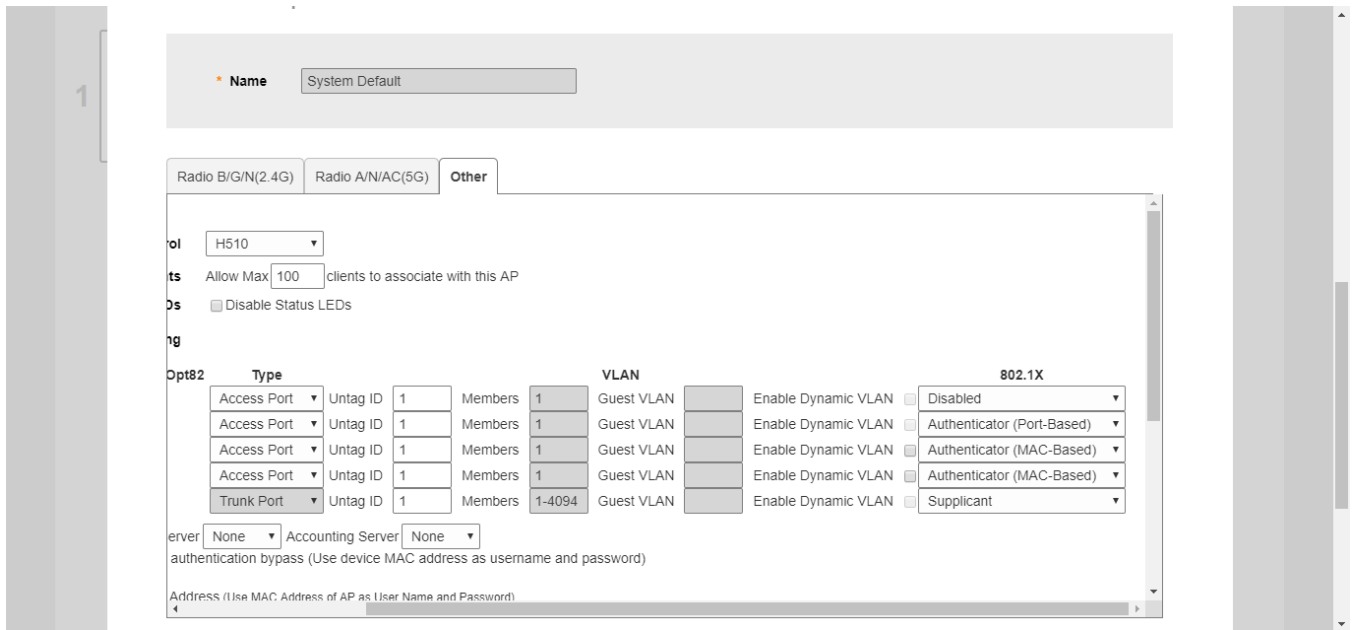 1
* Name System Default
Radio B/G/N(2.4G) Radio A/N/AC(5G) Other
rol H510
ts Allow Max 100 clients to associate with this AP
Ds Disable Status LEDs
ng
Opt82 Type VLAN 802.1X
Access Port Untag ID 1 Members 1 Guest VLAN Enable Dynamic VLAN Disabled
Access Port Untag ID 1 Members 1 Guest VLAN Enable Dynamic VLAN Authenticator (Port-Based)
Access Port Untag ID 1 Members 1 Guest VLAN Enable Dynamic VLAN Authenticator (MAC-Based)
Access Port Untag ID 1 Members 1 Guest VLAN Enable Dynamic VLAN Authenticator (MAC-Based)
Trunk Port Untag ID 1 Members 1-4094 Guest VLAN Enable Dynamic VLAN Supplicant
erver None Accounting Server None
authentication bypass (Use device MAC address as username and password)
Address (Use MAC Address of AP as User Name and Password)